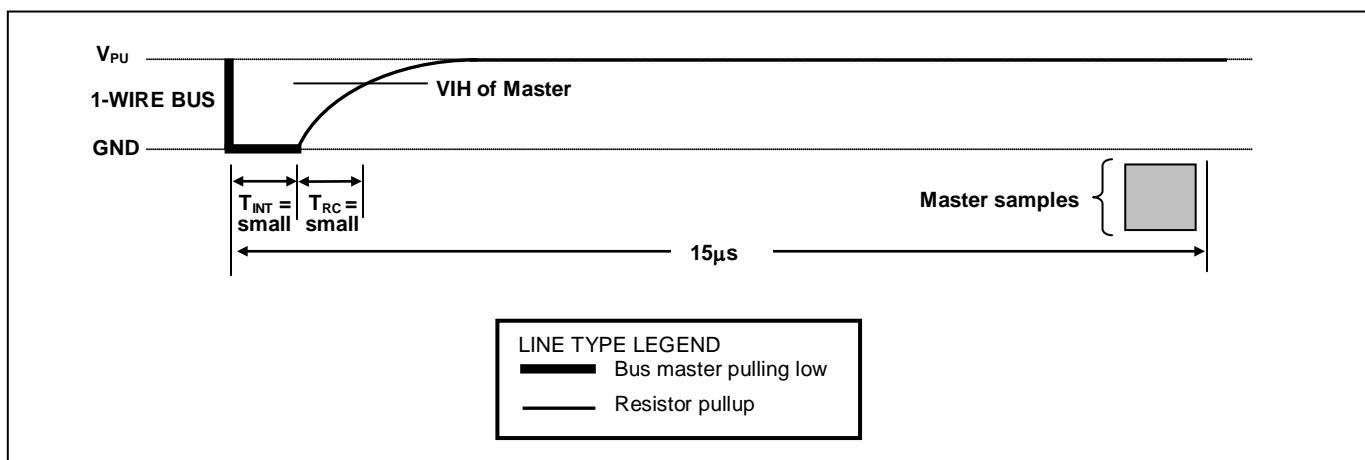 VPU
1-WIRE BUS
VIH of Master
GND
TINT =
small
TRC =
small
Master samples
15μs
LINE TYPE LEGEND
Bus master pulling low
Resistor pullup